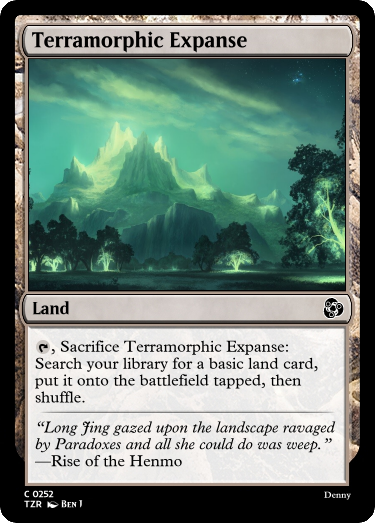 Terramorphic Expanse
Land
, Sacrifice Terramorphic Expanse:
Search your library for a basic land card,
put it onto the battlefield tapped, then
shuffle.
“Long Jing gazed upon the landscape ravaged
by Paradoxes and all she could do was weep.”
—Rise of the Henmo
C 0252
TZR BEN J
Denny